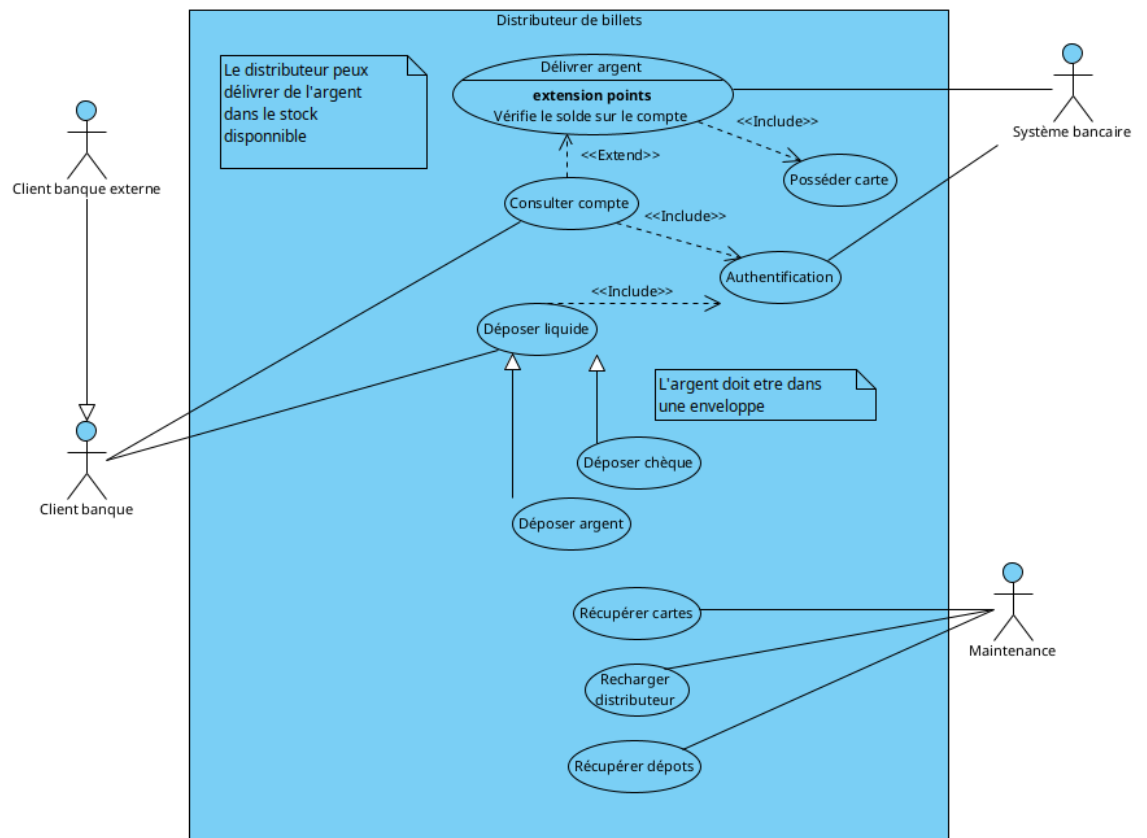 Distributeur de billets
Le distributeur peux
délivrer de l'argent
dans le stock
disponnible
Délivrer argent
extension points
Vérifie le solde sur le compte
<<Include>>
Système bancaire
<<Extend>>
Posséder carte
Client banque externe
Consulter compte
<<Include>>
Authentification
<<Include>>
Déposer liquide
L'argent doit etre dans
une enveloppe
Déposer chèque
Client banque
Déposer argent
Récupérer cartes
Maintenance
Recharger
distributeur
Récupérer dépots